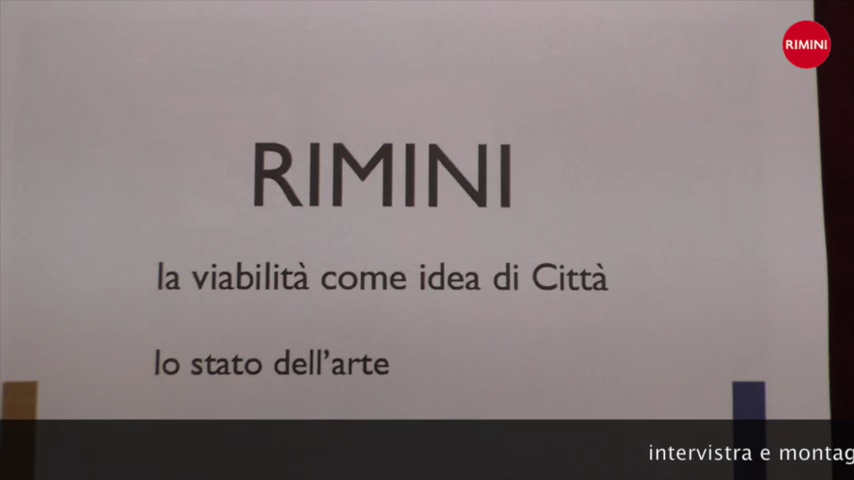 RIMINI
RIMINI
la viabilità come idea di Città
lo stato dell'arte
intervistra e montag